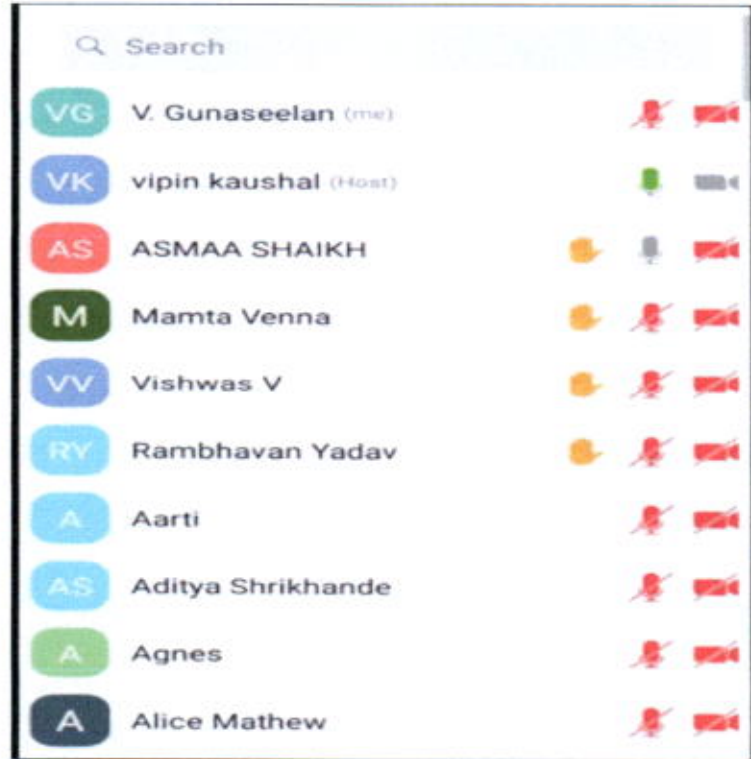 Search
VG V. Gunaseelan (me)
VK vipin kaushal (Host)
AS ASMAA SHAIKH
M Mamta Venna
VV Vishwas V
RY Rambhavan Yadav
A Aarti
AS Aditya Shrikhande
A Agnes
A Alice Mathew